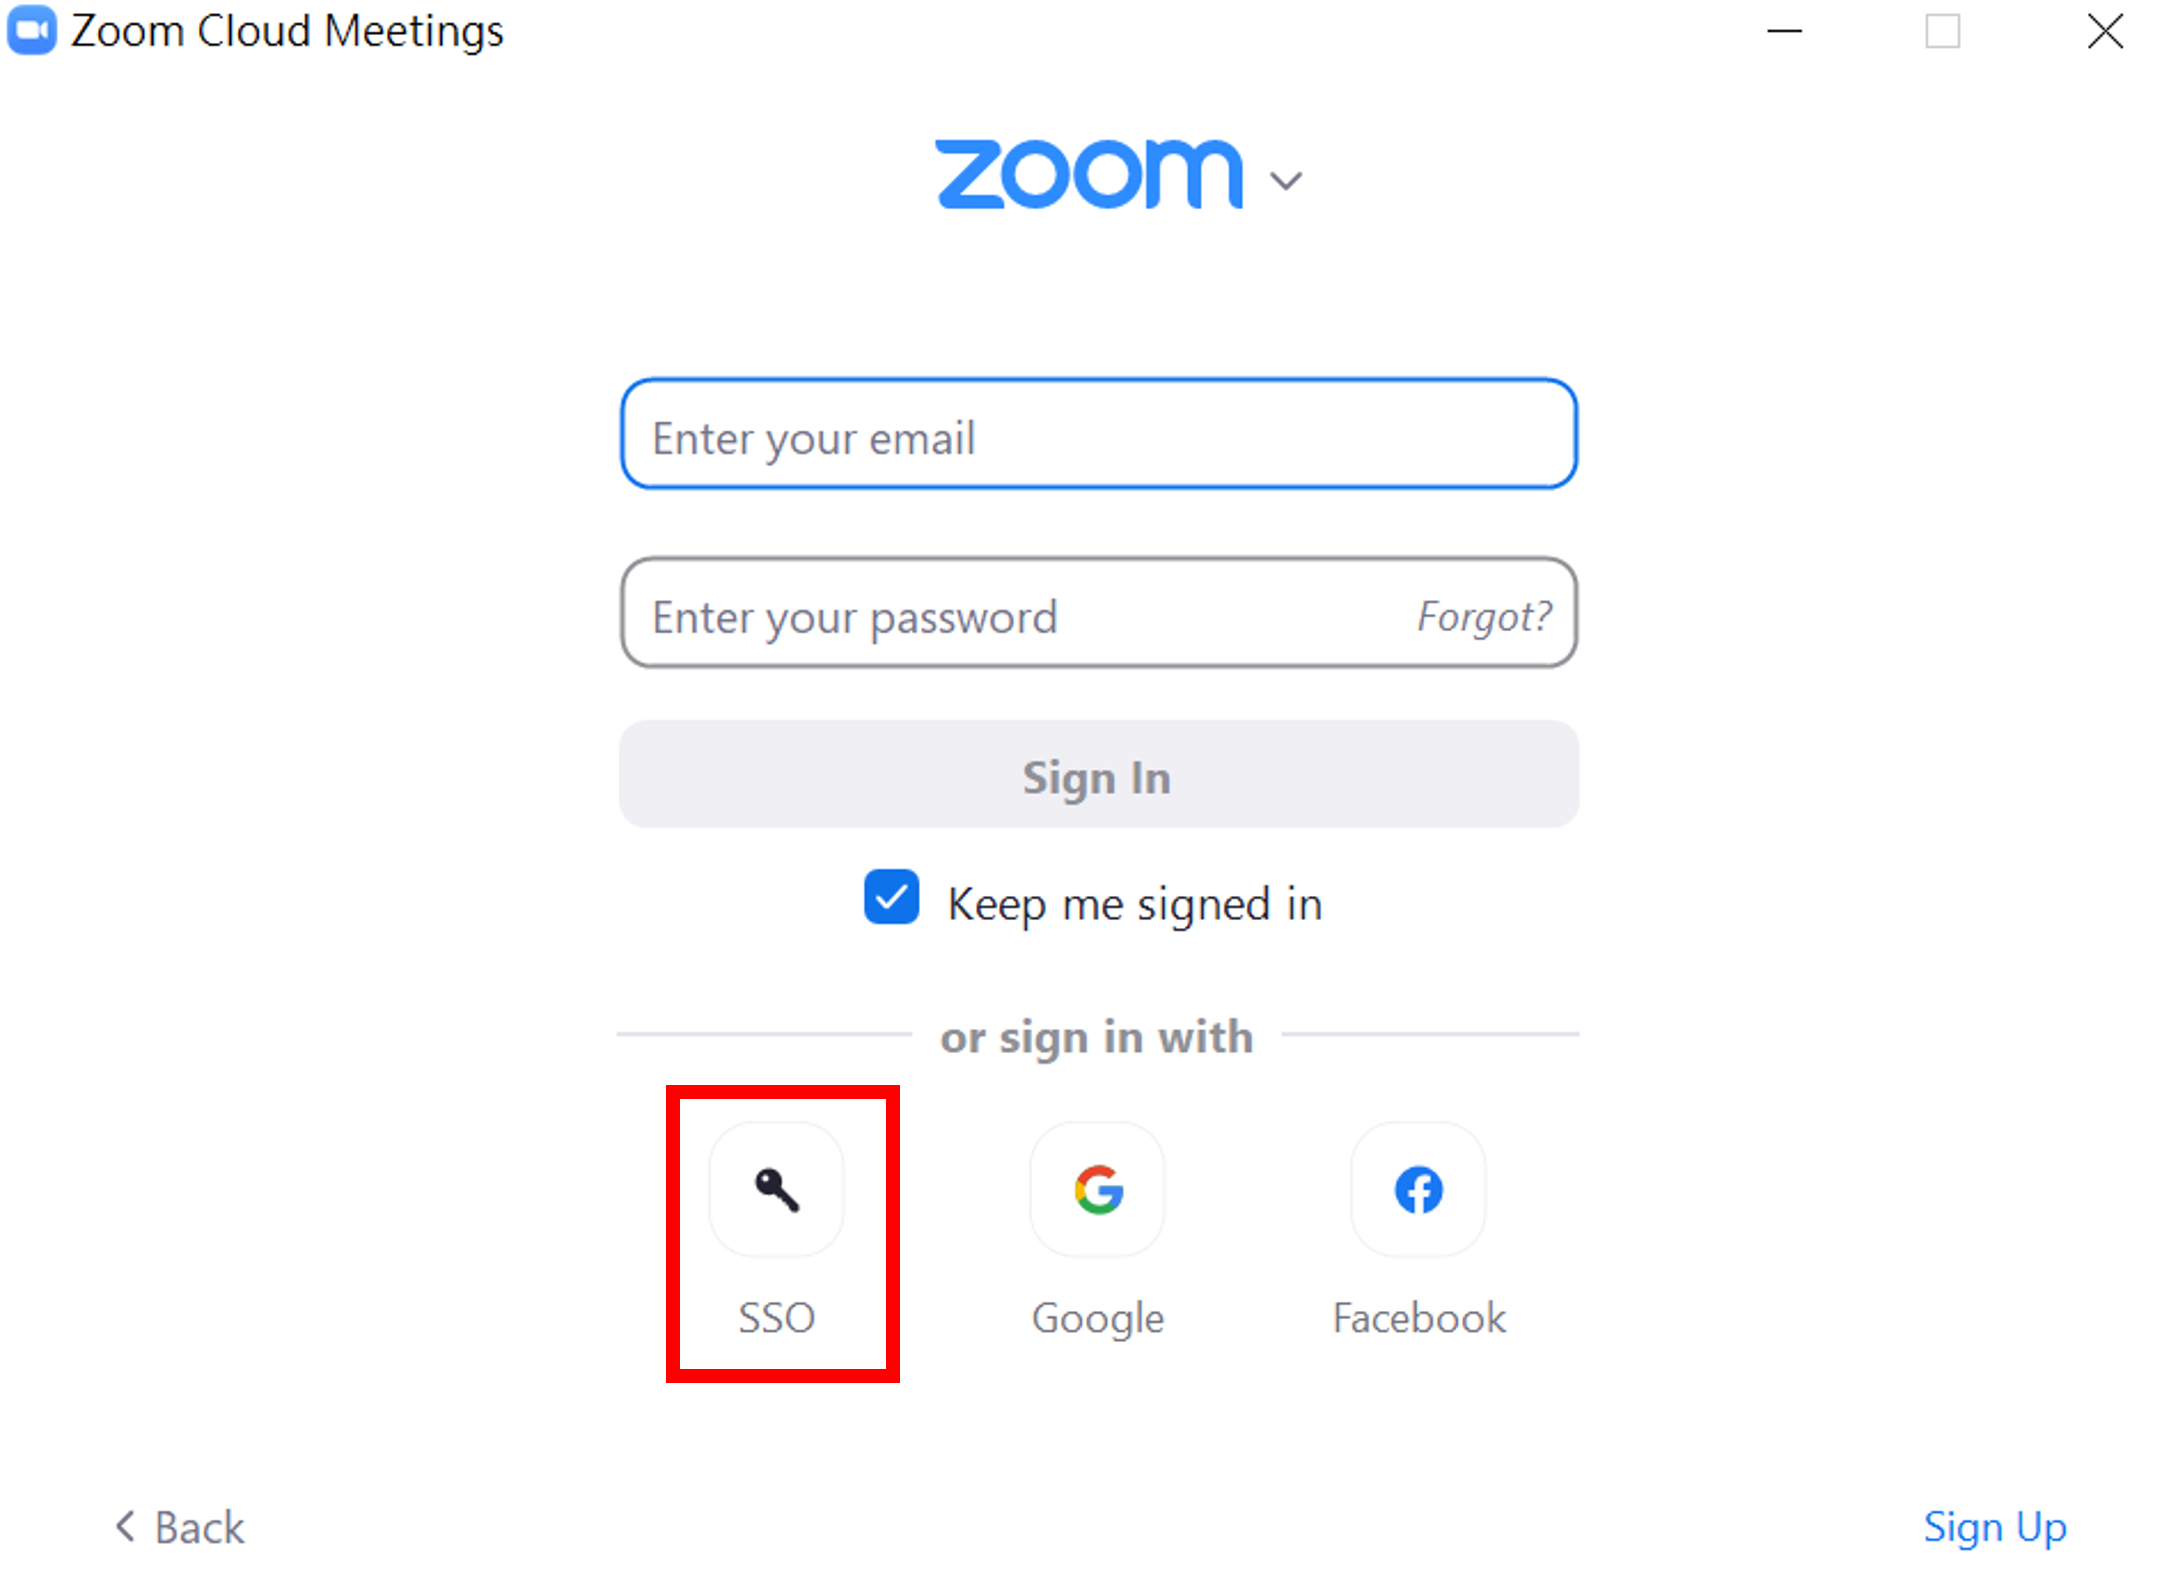 Zoom Cloud Meetings
zoom
Enter your email
Enter your password Forgot?
Sign In
Keep me signed in
or sign in with
SSO Google Facebook
Back Sign Up